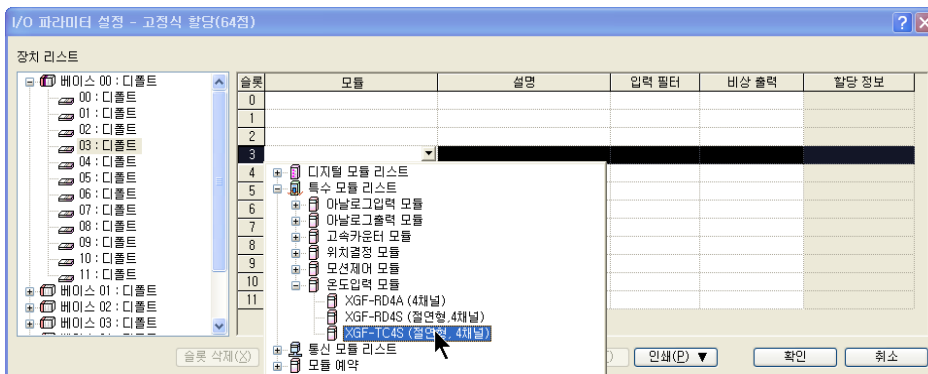 I/O 파라미터 설정 - 고정식 할당(64점)
장치 리스트
베이스 00 : 디폴트
00 : 디폴트
01 : 디폴트
02 : 디폴트
03 : 디폴트
04 : 디폴트
05 : 디폴트
06 : 디폴트
07 : 디폴트
08 : 디폴트
09 : 디폴트
10 : 디폴트
11 : 디폴트
베이스 01 : 디폴트
베이스 02 : 디폴트
베이스 03 : 디폴트
슬롯 모듈 설명 입력 필터 비상 출력 할당 정보
0
1
2
3
4
5
6
7
8
9
10
11
디지털 모듈 리스트
특수 모듈 리스트
아날로그입력 모듈
아날로그출력 모듈
고속카운터 모듈
위치결정 모듈
모션제어 모듈
온도입력 모듈
XGF-RD4A (4채널)
XGF-RD4S (절연형,4채널)
XGF-TC4S (절연형, 4채널)
통신 모듈 리스트
모듈 예약
슬롯 삭제(X) 인쇄(P) ▼ 확인 취소